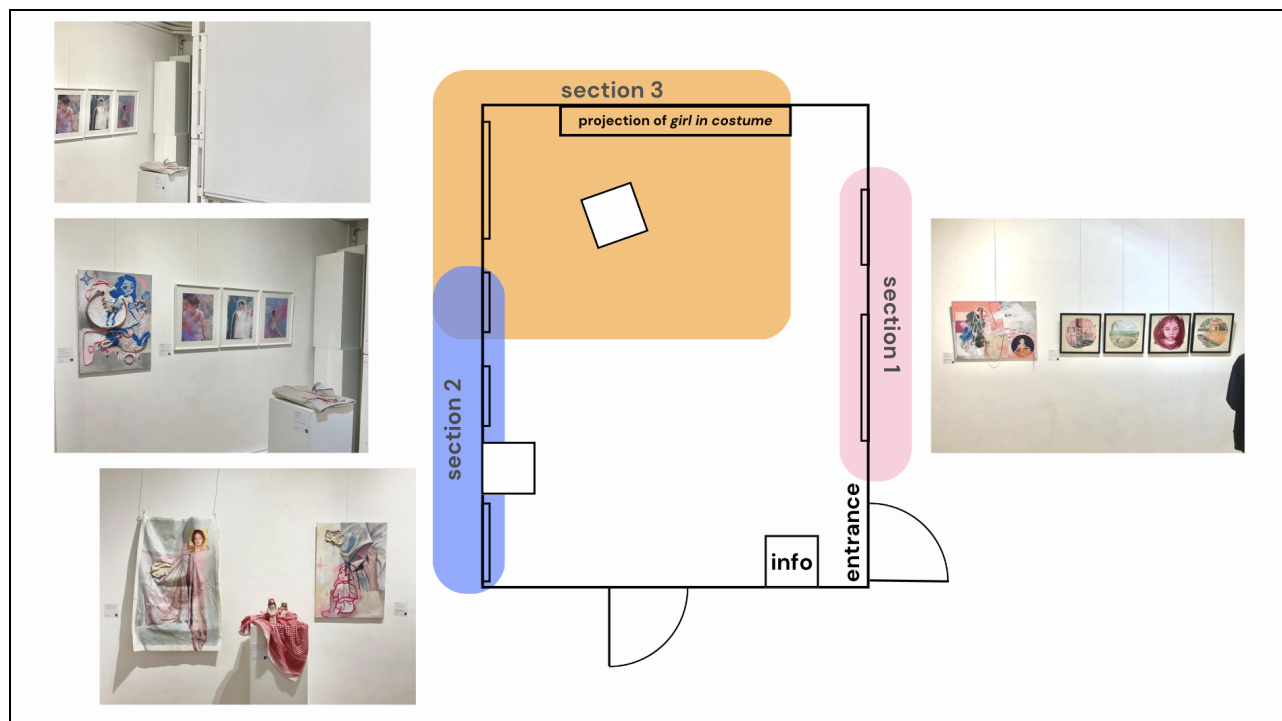 section 3
projection of girl in costume
section 1
section 2
entrance
info